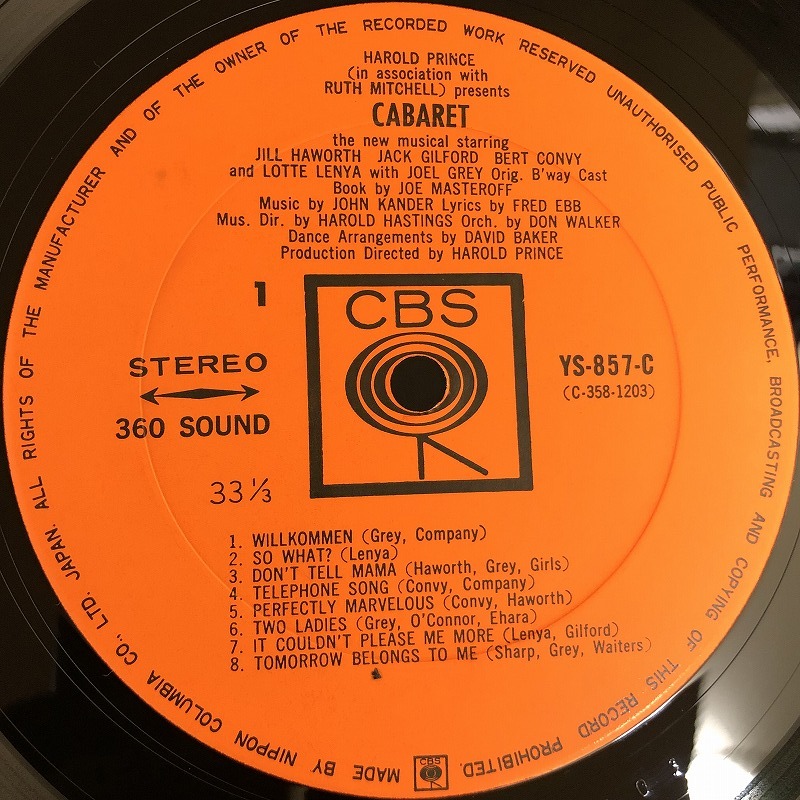 HAROLD PRINCE
(in association with
RUTH MITCHELL) presents
CABARET
the new musical starring
JILL HAWORTH JACK GILFORD BERT CONVY
and LOTTE LENYA with JOEL GREY Orig. B'way Cast
Book by JOE MASTEROFF
Music by JOHN KANDER Lyrics by FRED EBB
Mus. Dir. by HAROLD HASTINGS Orch. by DON WALKER
Dance Arrangements by DAVID BAKER
Production Directed by HAROLD PRINCE
1
CBS
STEREO
360 SOUND
33 1/3
YS-857-C
(C-358-1203)
1. WILLKOMMEN (Grey, Company)
2. SO WHAT? (Lenya)
3. DON'T TELL MAMA (Haworth, Grey, Girls)
4. TELEPHONE SONG (Convy, Company)
5. PERFECTLY MARVELOUS (Convy, Haworth)
6. TWO LADIES (Grey, O'Connor, Ehara)
7. IT COULDN'T PLEASE ME MORE (Lenya, Gilford)
8. TOMORROW BELONGS TO ME (Sharp, Grey, Waiters)
CBS
MADE BY NIPPON COLUMBIA CO., LTD. JAPAN. ALL RIGHTS OF THE MANUFACTURER AND OF THE OWNER OF THE RECORDED WORK RESERVED UNAUTHORISED PUBLIC PERFORMANCE, BROADCASTING AND COPYING OF THIS RECORD PROHIBITED.